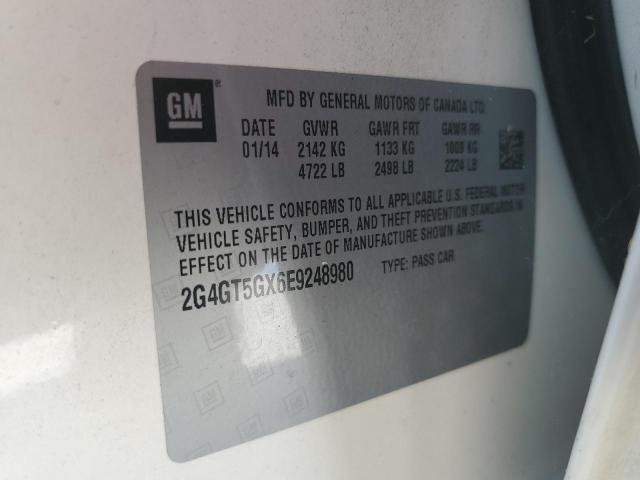 GM ®
MFD BY GENERAL MOTORS OF CANADA LTD
DATE GVWR GAWR FRT GAWR RR
01/14 2142 KG 1133 KG 1009 KG
4722 LB 2498 LB 2224 LB
THIS VEHICLE CONFORMS TO ALL APPLICABLE U.S. FEDERAL MOTOR
VEHICLE SAFETY, BUMPER, AND THEFT PREVENTION STANDARDS IN
EFFECT ON THE DATE OF MANUFACTURE SHOWN ABOVE.
2G4GT5GX6E9248980 TYPE: PASS CAR